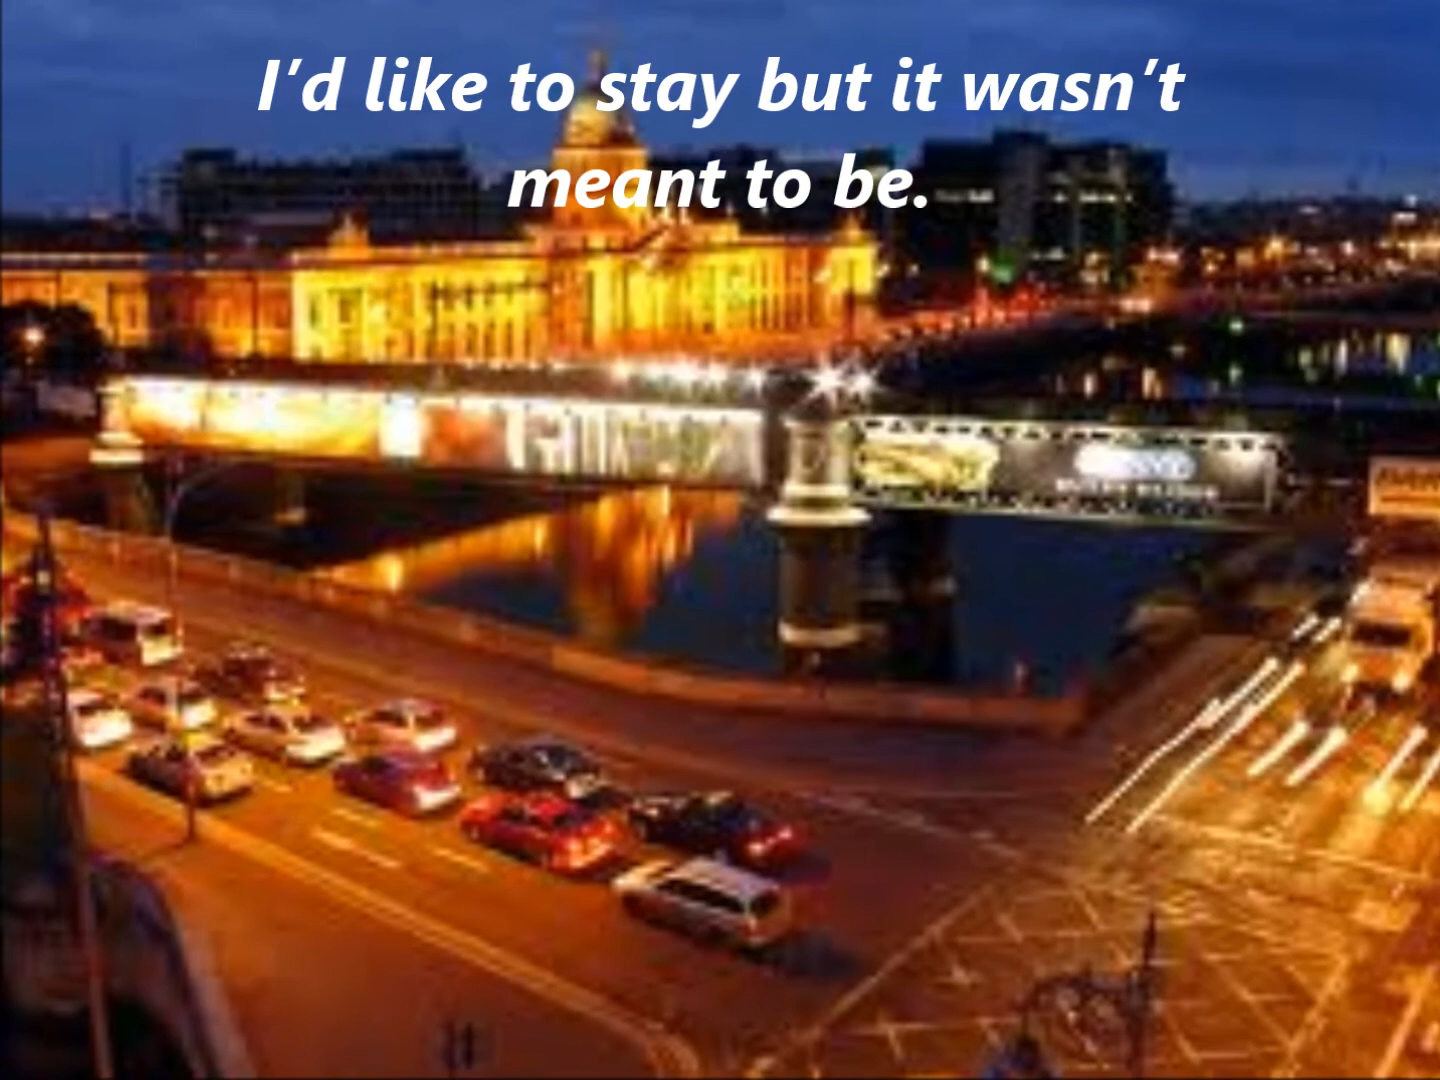 I’d like to stay but it wasn’t
meant to be.